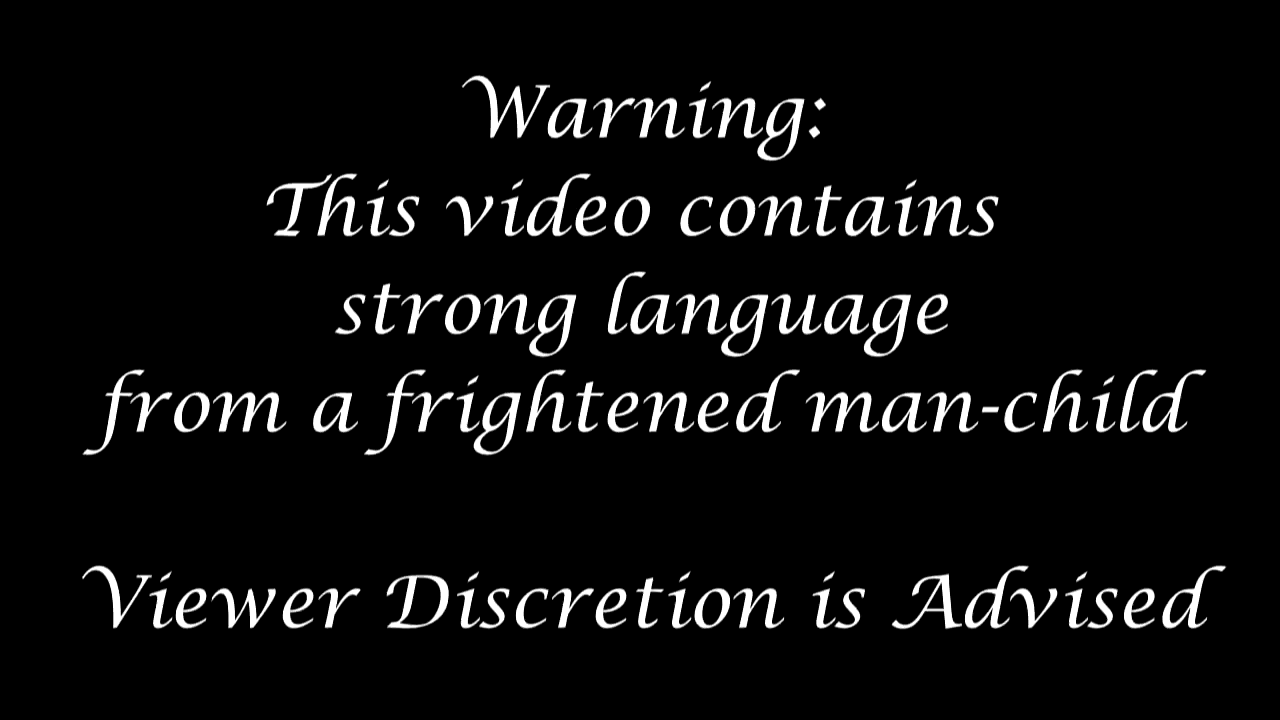 Warning:
This video contains
strong language
from a frightened man-child
Viewer Discretion is Advised